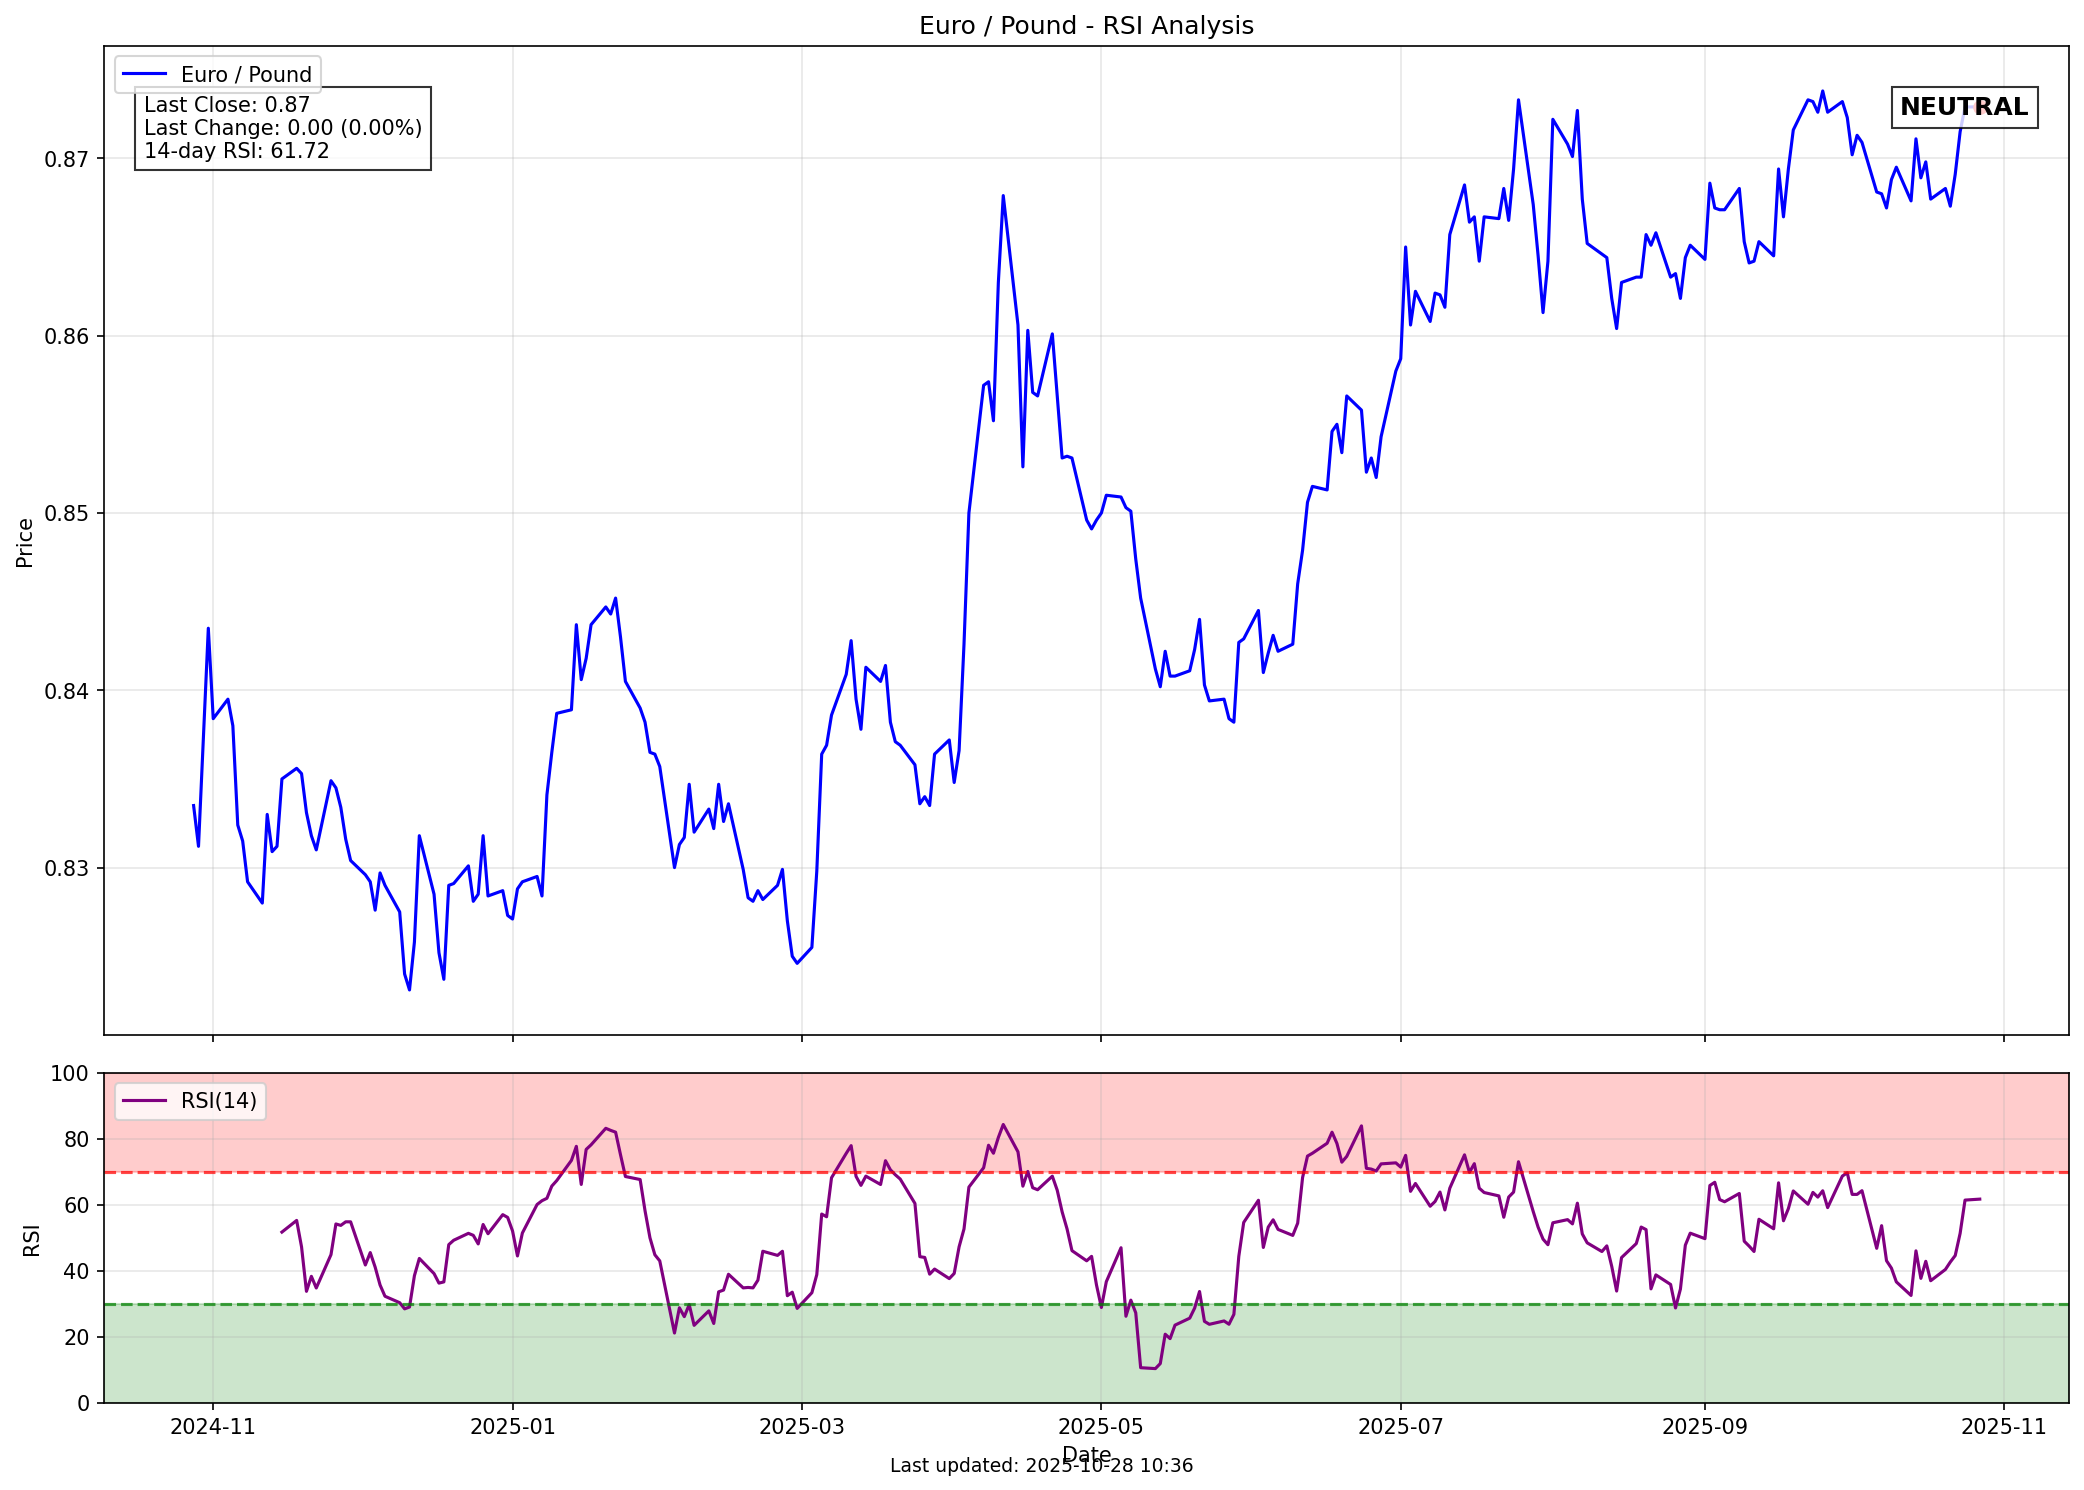 Euro / Pound - RSI Analysis
Euro / Pound
Last Close: 0.87
Last Change: 0.00 (0.00%)
14-day RSI: 61.72
NEUTRAL
0.87
0.86
0.85
0.84
0.83
Price
100
80
60
40
20
0
RSI
RSI(14)
2024-11
2025-01
2025-03
2025-05
2025-07
2025-09
2025-11
Date
Last updated: 2025-10-28 10:36